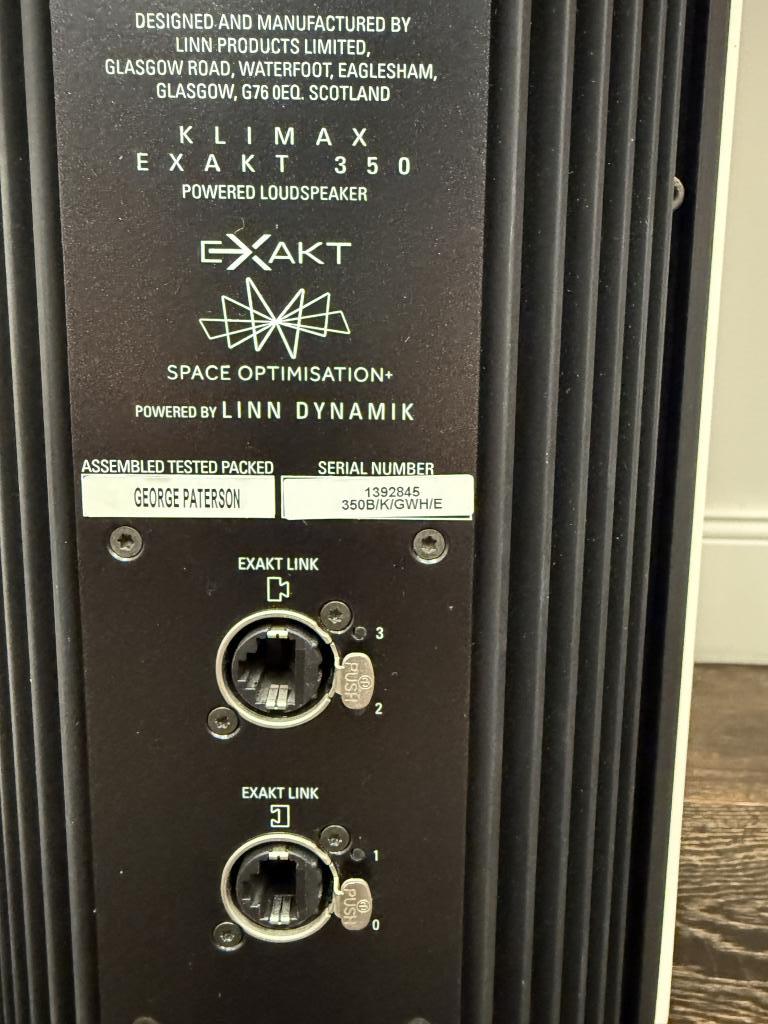 DESIGNED AND MANUFACTURED BY
LINN PRODUCTS LIMITED,
GLASGOW ROAD, WATERFOOT, EAGLESHAM,
GLASGOW, G76 0EQ. SCOTLAND
KLIMAX
EXAKT 350
POWERED LOUDSPEAKER
EXAKT
SPACE OPTIMISATION+
POWERED BY LINN DYNAMIK
ASSEMBLED TESTED PACKED
GEORGE PATERSON
SERIAL NUMBER
1392845
350B/K/GWH/E
EXAKT LINK
3
PUSH
2
EXAKT LINK
1
PUSH
0